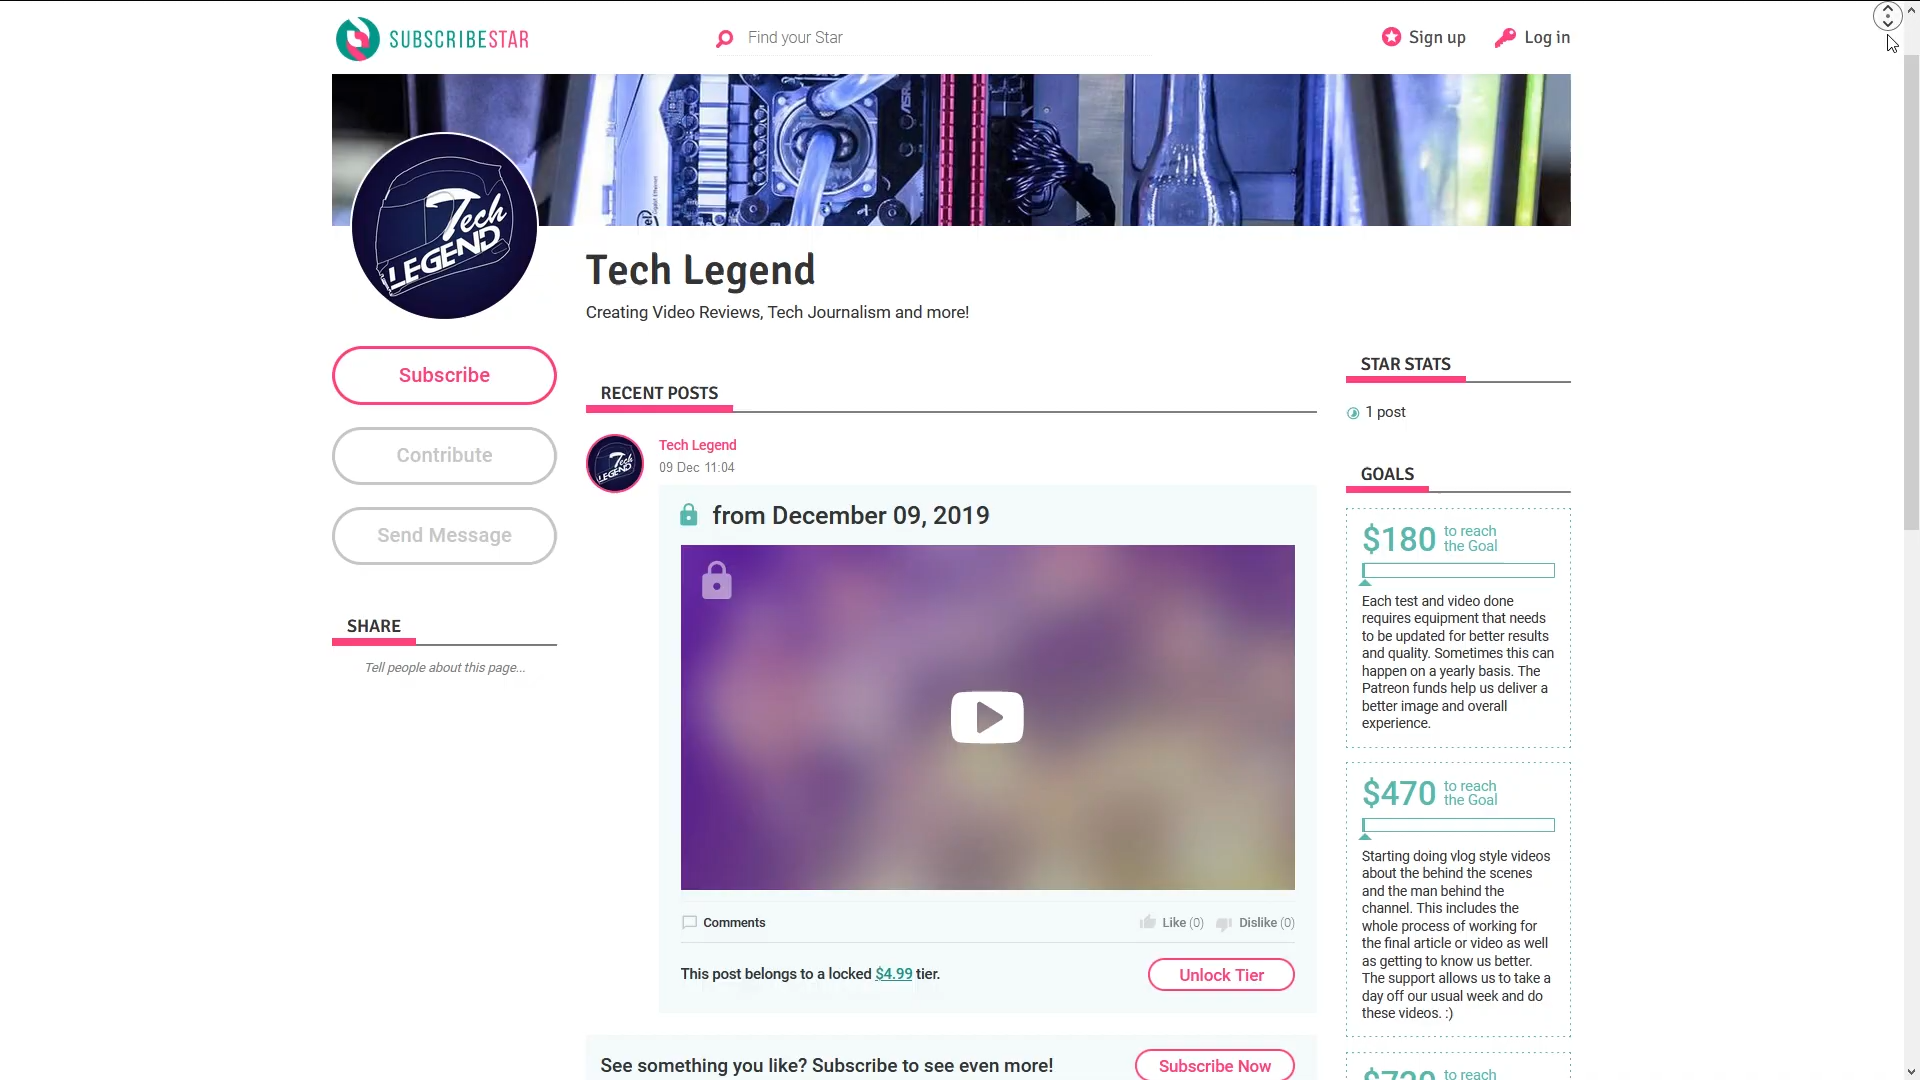 SUBSCRIBESTAR
Find your Star
Sign up
Log in
Tech
LEGEND
Tech Legend
Creating Video Reviews, Tech Journalism and more!
Subscribe
Contribute
Send Message
SHARE
Tell people about this page...
RECENT POSTS
Tech
LEGEND
Tech Legend
09 Dec 11:04
from December 09, 2019
Comments
Like (0)
Dislike (0)
This post belongs to a locked $4.99 tier.
Unlock Tier
See something you like? Subscribe to see even more!
Subscribe Now
STAR STATS
1 post
GOALS
$180 to reach
the Goal
Each test and video done
requires equipment that needs
to be updated for better results
and quality. Sometimes this can
happen on a yearly basis. The
Patreon funds help us deliver a
better image and overall
experience.
$470 to reach
the Goal
Starting doing vlog style videos
about the behind the scenes
and the man behind the
channel. This includes the
whole process of working for
the final article or video as well
as getting to know us better.
The support allows us to take a
day off our usual week and do
these videos. :)
to reach